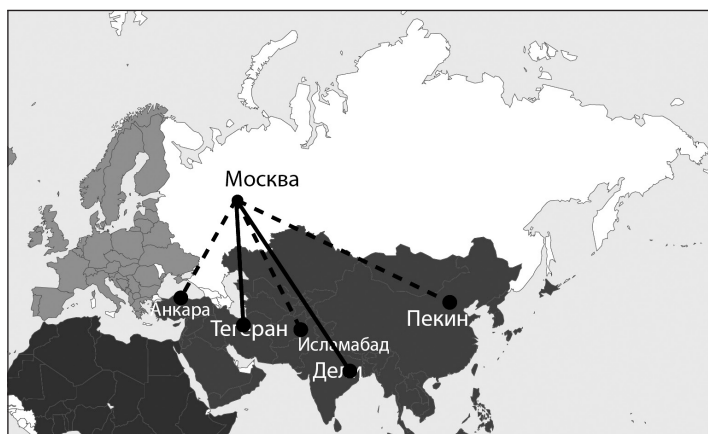 Москва
Анкара
Тегеран
Исламабад
Пекин
Дели